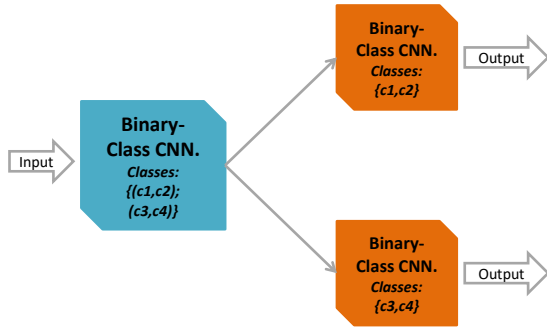 Input
Binary-
Class CNN.
Classes:
{(c1,c2);
(c3,c4)}
Binary-
Class CNN.
Classes:
{c1,c2}
Output
Binary-
Class CNN.
Classes:
{c3,c4}
Output